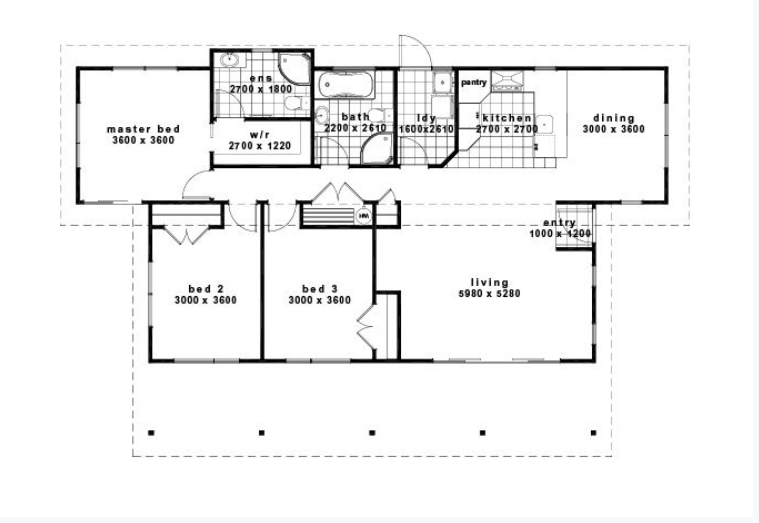 ens
2700 x 1800
master bed
3600 x 3600
w/r
2700 x 1220
bath
2200 x 2610
ldy
1600x2610
pantry
kitchen
2700 x 2700
dining
3000 x 3600
HW
entry
1000 x 1200
bed 2
3000 x 3600
bed 3
3000 x 3600
living
5980 x 5280